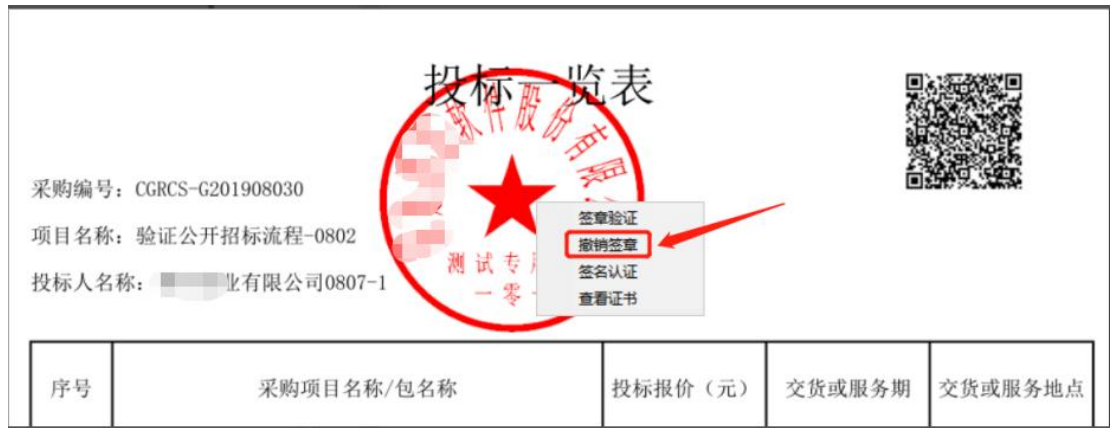 投标一览表
软件股份有限
采购编号：CGRCS-G201908030
项目名称：验证公开招标流程-0802
投标人名称：业有限公司0807-1
测试专用
一零一
签章验证
撤销签章
签名认证
查看证书
序号 采购项目名称/包名称 投标报价（元） 交货或服务期 交货或服务地点